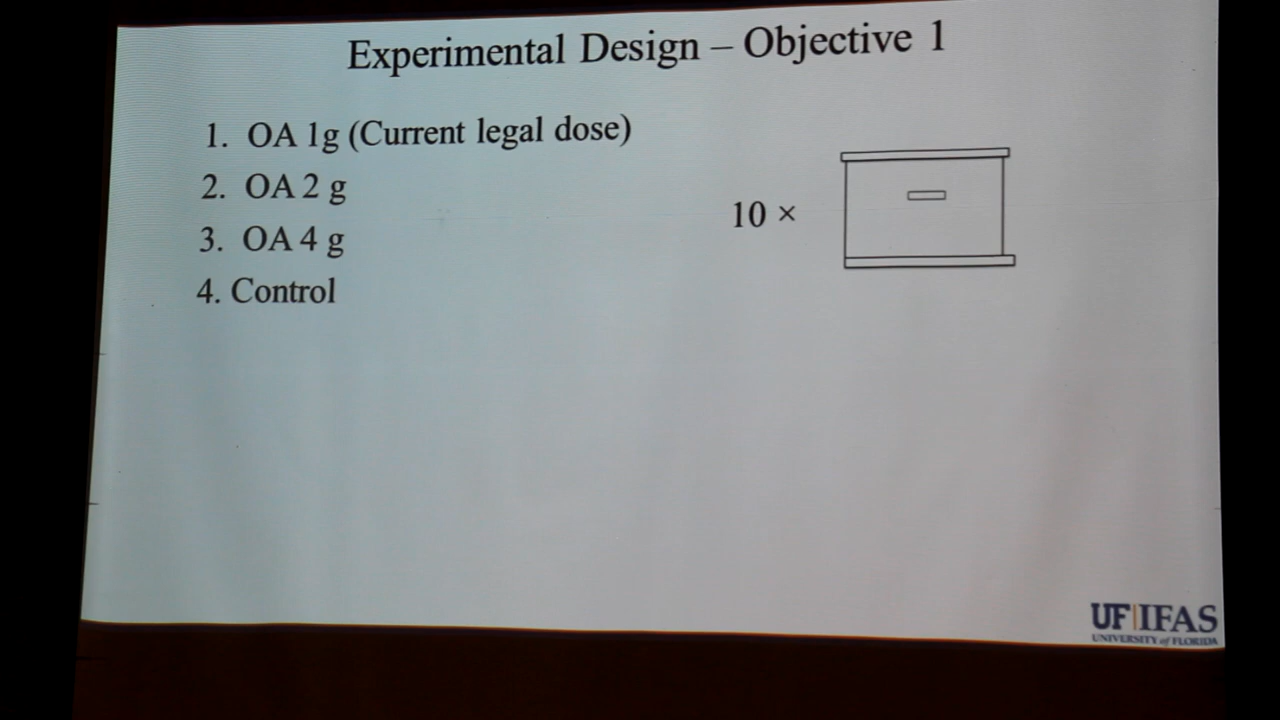 Experimental Design – Objective 1
1. OA 1g (Current legal dose)
2. OA 2 g
3. OA 4 g
4. Control
10 ×
UF|IFAS
UNIVERSITY of FLORIDA